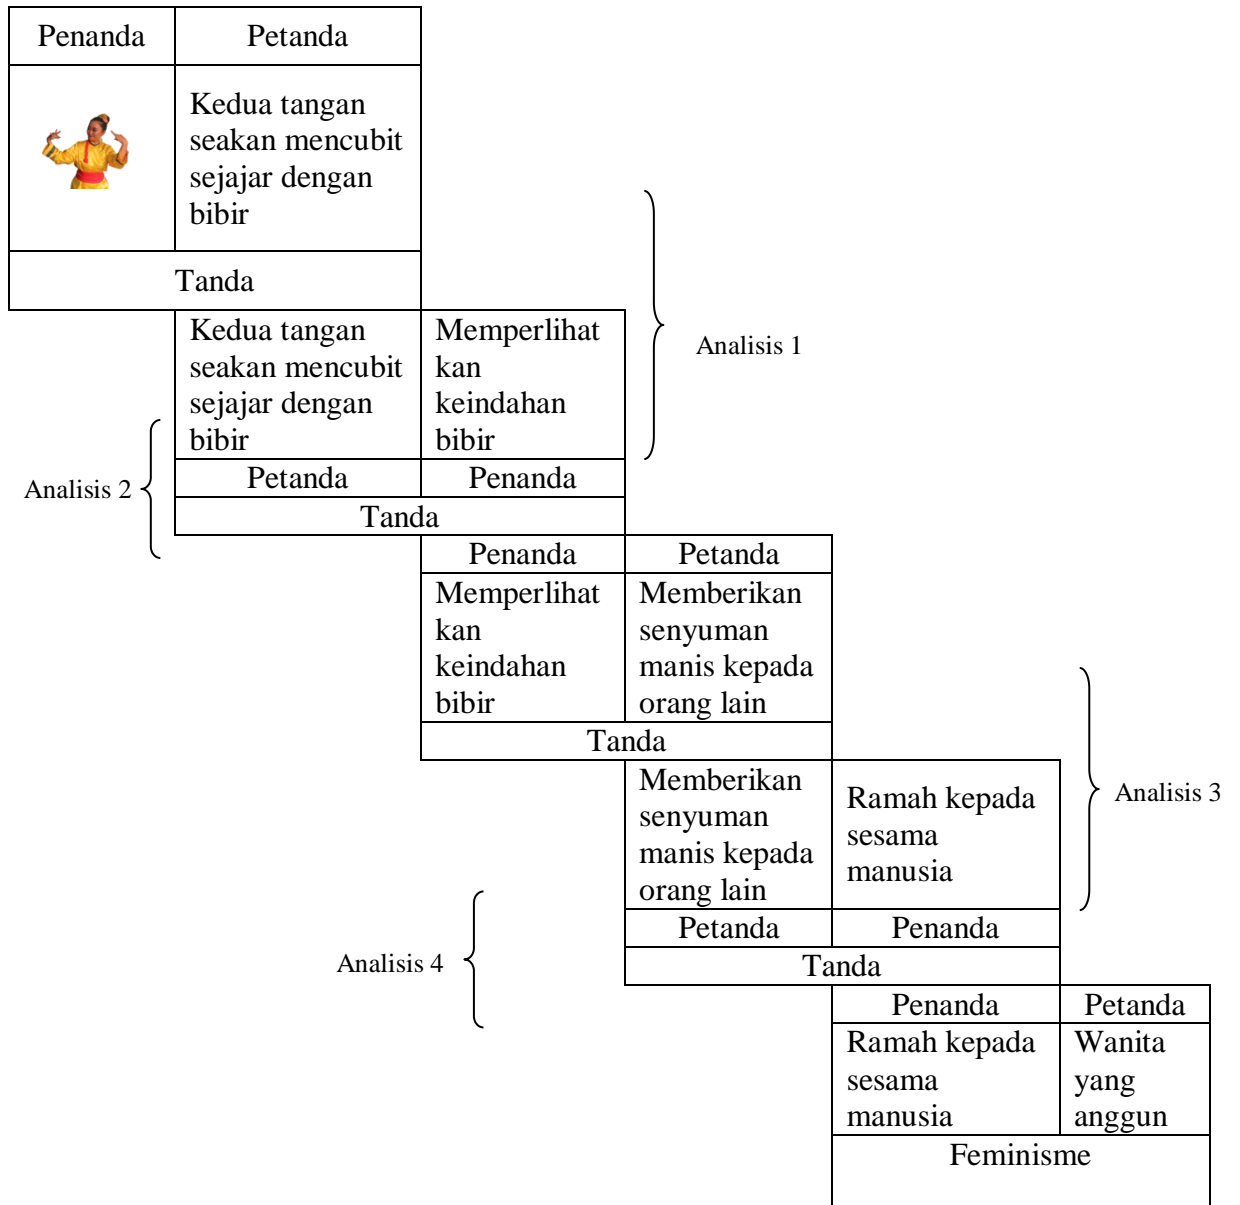 Penanda Petanda
Kedua tangan
seakan mencubit
sejajar dengan
bibir
Tanda
Kedua tangan
seakan mencubit
sejajar dengan
bibir
Memperlihat
kan
keindahan
bibir
Analisis 1
Petanda Penanda
Analisis 2
Tanda
Penanda Petanda
Memperlihat
kan
keindahan
bibir
Memberikan
senyuman
manis kepada
orang lain
Tanda
Memberikan
senyuman
manis kepada
orang lain
Ramah kepada
sesama
manusia
Analisis 3
Petanda Penanda
Analisis 4
Tanda
Penanda Petanda
Ramah kepada
sesama
manusia
Wanita
yang
anggun
Feminisme